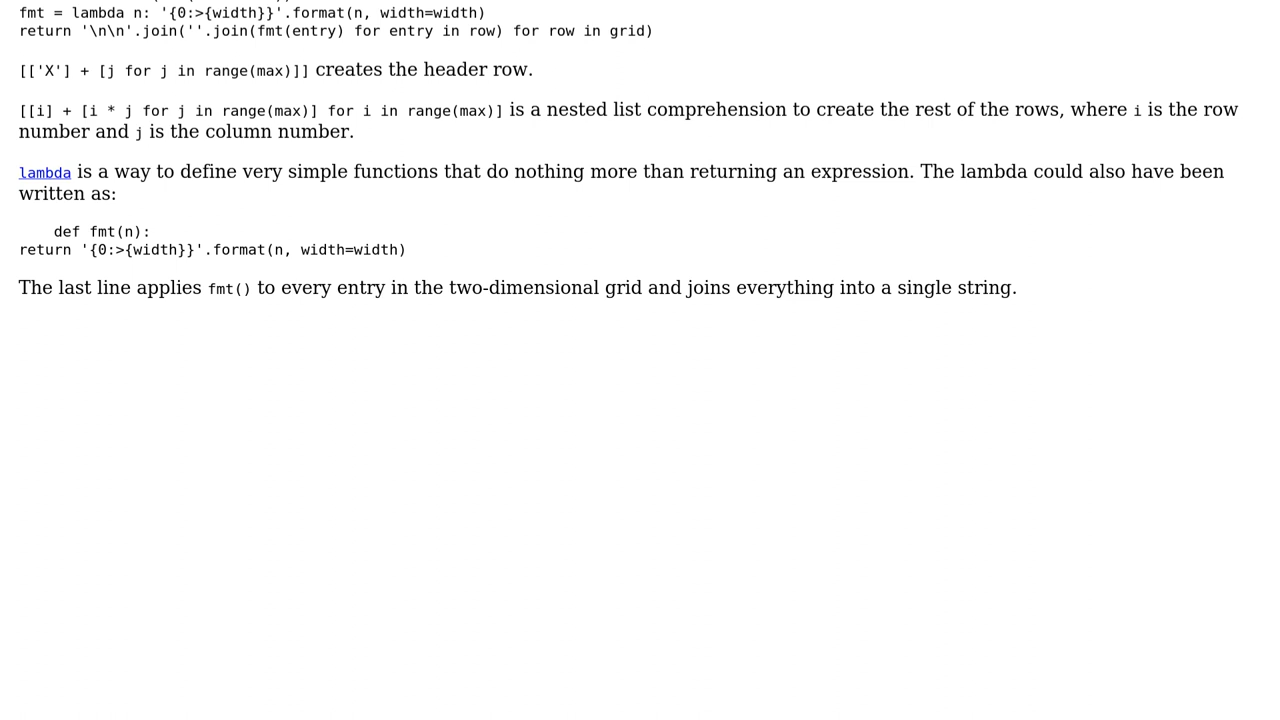 fmt = lambda n: '{0:>{width}}'.format(n, width=width)
return '\n\n'.join(''.join(fmt(entry) for entry in row) for row in grid)
[['X'] + [j for j in range(max)]] creates the header row.
[[i] + [i * j for j in range(max)] for i in range(max)] is a nested list comprehension to create the rest of the rows, where i is the row
number and j is the column number.
lambda is a way to define very simple functions that do nothing more than returning an expression. The lambda could also have been
written as:
def fmt(n):
return '{0:>{width}}'.format(n, width=width)
The last line applies fmt() to every entry in the two-dimensional grid and joins everything into a single string.